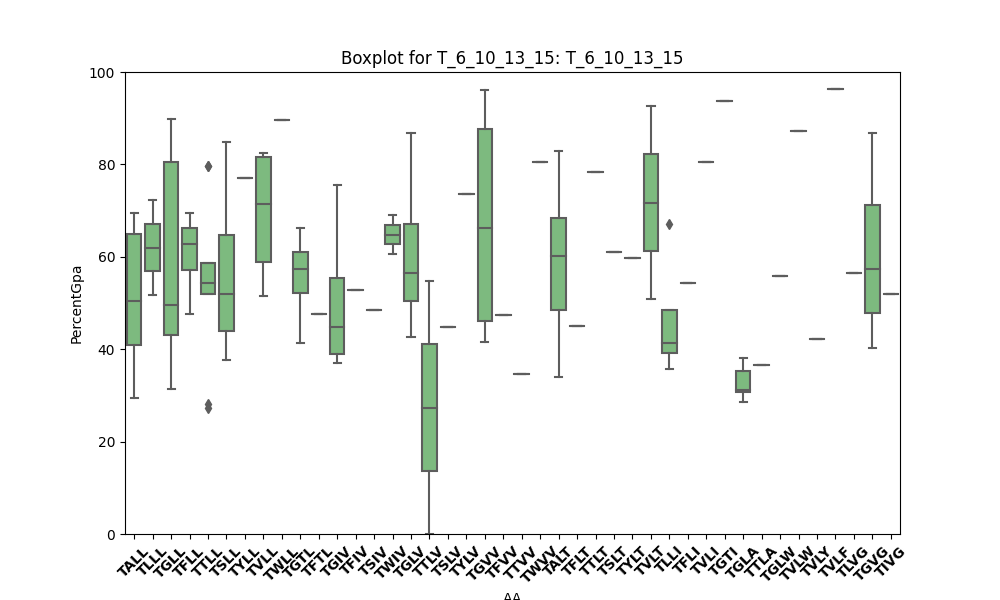 Boxplot for T_6_10_13_15: T_6_10_13_15
100
80
60
40
20
0
PercentGpa
TALL
TLLL
TGLL
TFLL
TTLL
TSLL
TYLL
TVLL
TWLL
TGTL
TFTL
TGIV
TFIV
TSIV
TWIV
TGLV
TTLV
TSLV
TYLV
TGVV
TFVV
TTVV
TWVV
TALT
TFLT
TTLT
TSLT
TYLT
TVLT
TLLI
TFLI
TVLI
TGTI
TGLA
TTLA
TGLW
TVLW
TVLY
TVLF
TLVG
TGVG
TIVG
AA